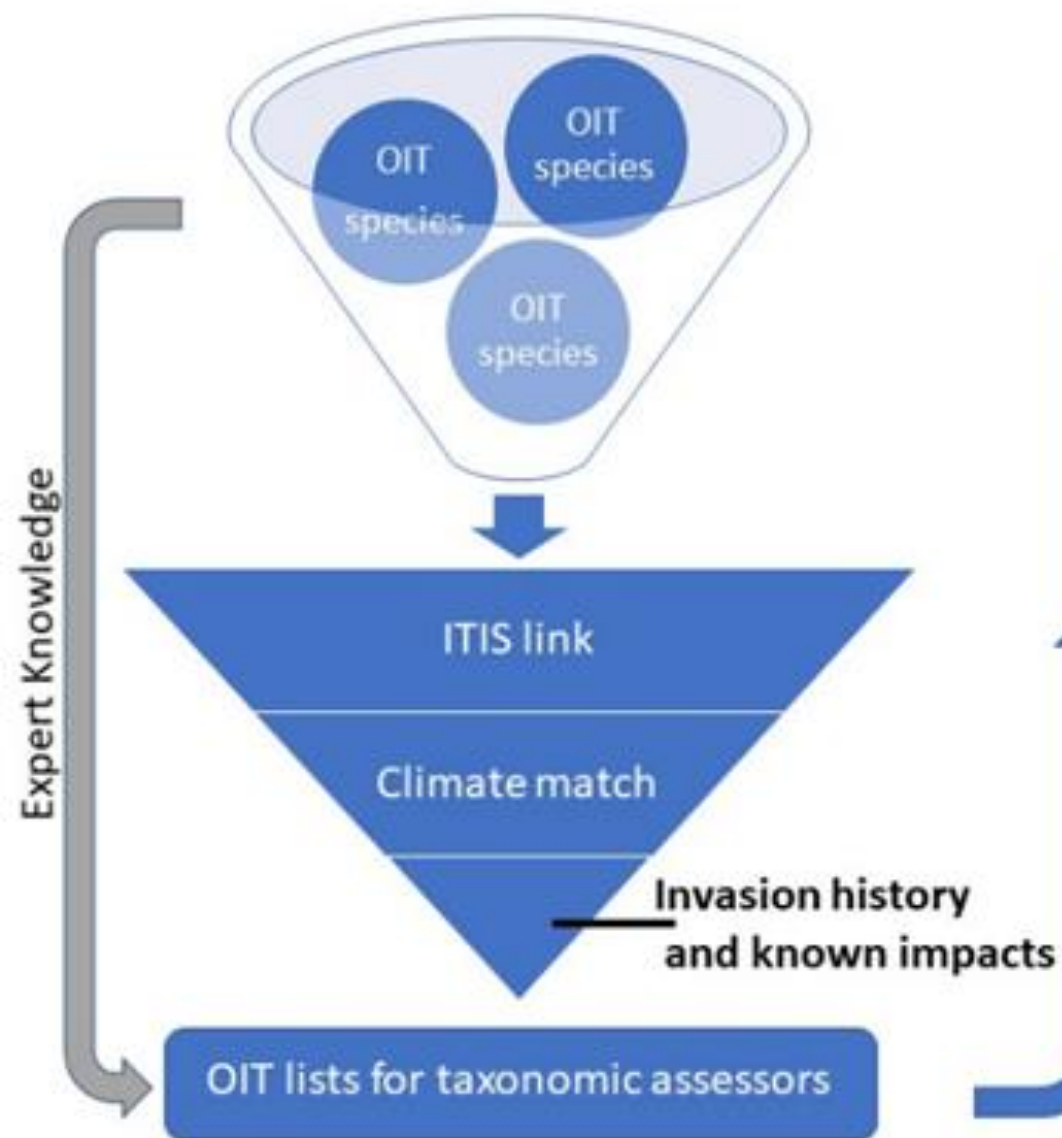 OIT
species
OIT
species
OIT
species
Expert Knowledge
ITIS link
Climate match
Invasion history
and known impacts
OIT lists for taxonomic assessors